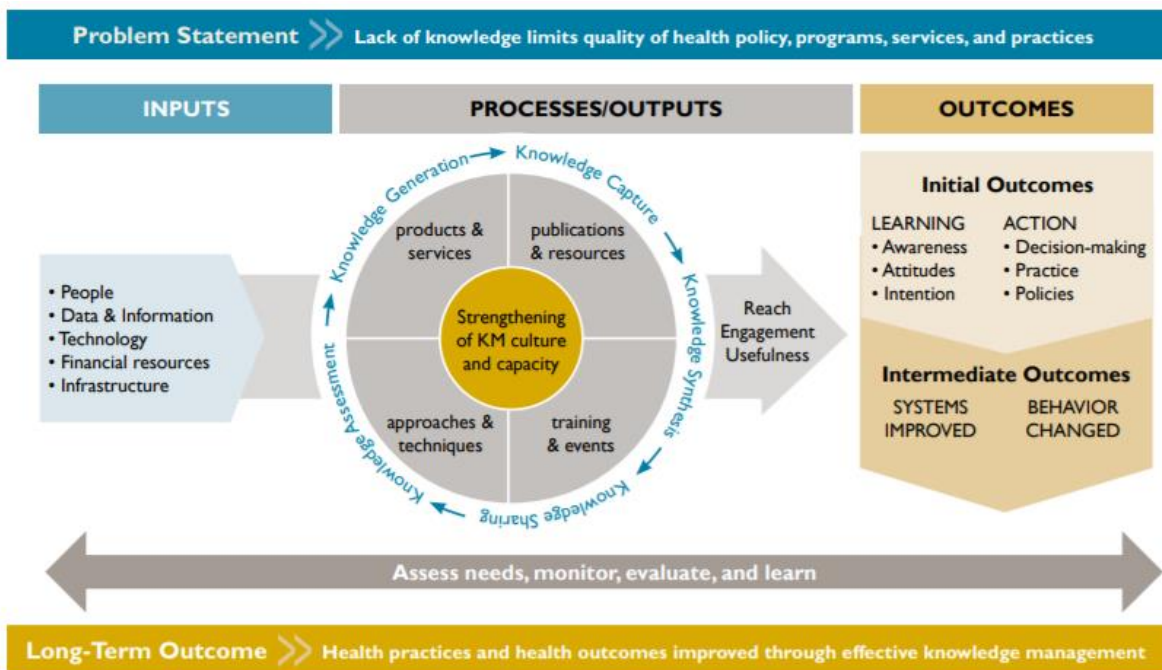 Problem Statement >> Lack of knowledge limits quality of health policy, programs, services, and practices
INPUTS
PROCESSES/OUTPUTS
OUTCOMES
• People
• Data & Information
• Technology
• Financial resources
• Infrastructure
Knowledge Generation
Knowledge Capture
Knowledge Synthesis
Knowledge Sharing
Knowledge Assessment
products &
services
publications
& resources
Strengthening
of KM culture
and capacity
approaches &
techniques
training
& events
Reach
Engagement
Usefulness
Initial Outcomes
LEARNING
• Awareness
• Attitudes
• Intention
ACTION
• Decision-making
• Practice
• Policies
Intermediate Outcomes
SYSTEMS
IMPROVED
BEHAVIOR
CHANGED
Assess needs, monitor, evaluate, and learn
Long-Term Outcome >> Health practices and health outcomes improved through effective knowledge management